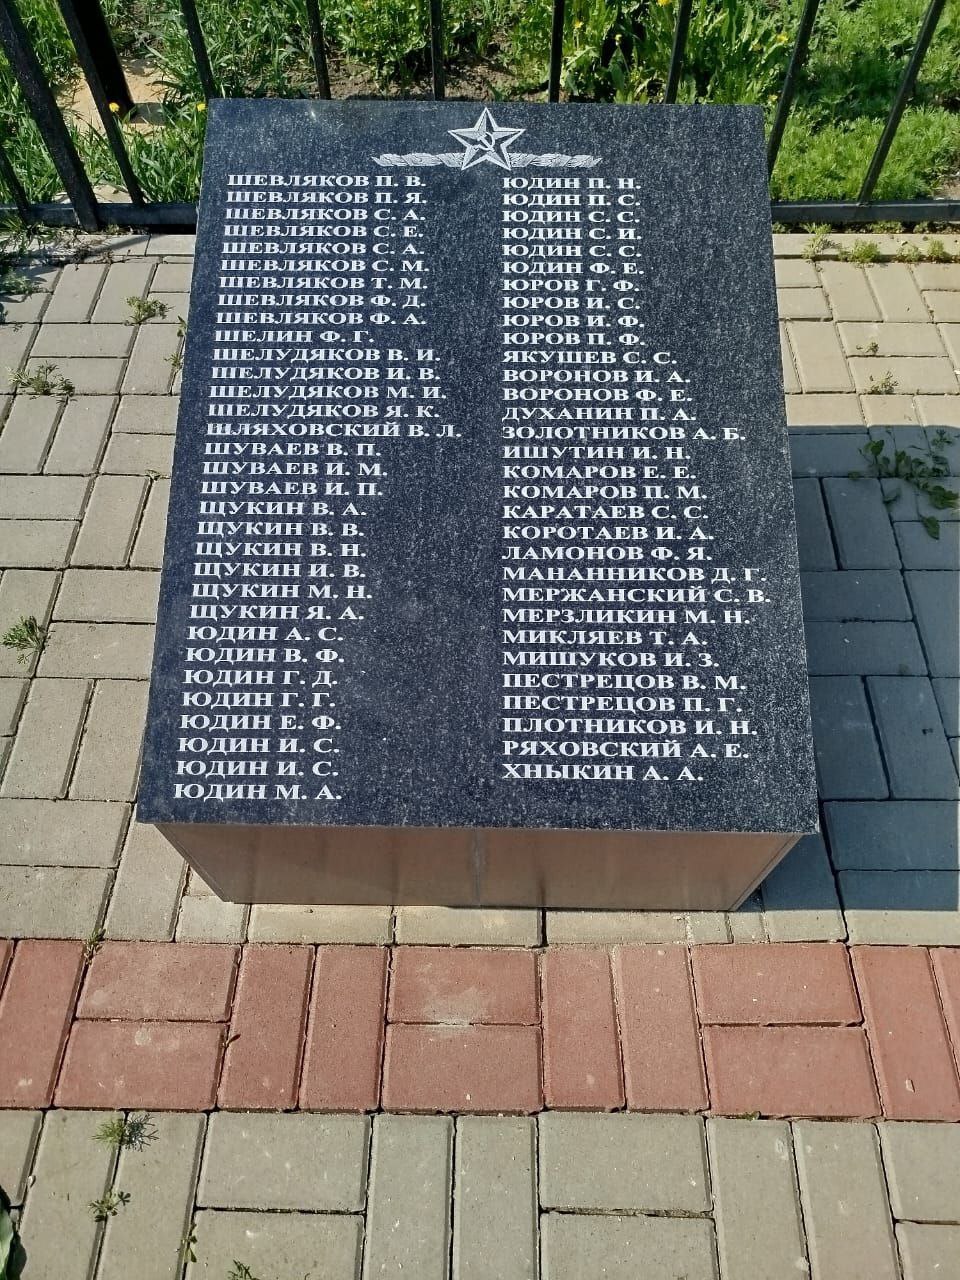 ШЕВЛЯКОВ П. В.
ШЕВЛЯКОВ П. Я.
ШЕВЛЯКОВ С. А.
ШЕВЛЯКОВ С. Е.
ШЕВЛЯКОВ С. А.
ШЕВЛЯКОВ С. М.
ШЕВЛЯКОВ Т. М.
ШЕВЛЯКОВ Ф. Д.
ШЕВЛЯКОВ Ф. А.
ШЕЛИН Ф. Г.
ШЕЛУДЯКОВ В. И.
ШЕЛУДЯКОВ И. В.
ШЕЛУДЯКОВ М. И.
ШЕЛУДЯКОВ Я. К.
ШЛЯХОВСКИЙ В. Л.
ШУВАЕВ В. П.
ШУВАЕВ И. М.
ШУВАЕВ И. П.
ЩУКИН В. А.
ЩУКИН В. В.
ЩУКИН В. Н.
ЩУКИН И. В.
ЩУКИН М. Н.
ЩУКИН Я. А.
ЮДИН А. С.
ЮДИН В. Ф.
ЮДИН Г. Д.
ЮДИН Г. Г.
ЮДИН Е. Ф.
ЮДИН И. С.
ЮДИН И. С.
ЮДИН М. А.
ЮДИН П. Н.
ЮДИН П. С.
ЮДИН С. С.
ЮДИН С. И.
ЮДИН С. С.
ЮДИН Ф. Е.
ЮРОВ Г. Ф.
ЮРОВ И. С.
ЮРОВ И. Ф.
ЮРОВ П. Ф.
ЯКУШЕВ С. С.
ВОРОНОВ И. А.
ВОРОНОВ Ф. Е.
ДУХАНИН П. А.
ЗОЛОТНИКОВ А. Б.
ИШУТИН И. Н.
КОМАРОВ Е. Е.
КОМАРОВ П. М.
КАРАТАЕВ С. С.
КОРОТАЕВ И. А.
ЛАМОНОВ Ф. Я.
МАНАННИКОВ Д. Г.
МЕРЖАНСКИЙ С. В.
МЕРЗЛИКИН М. Н.
МИКЛЯЕВ Т. А.
МИШУКОВ И. З.
ПЕСТРЕЦОВ В. М.
ПЕСТРЕЦОВ П. Г.
ПЛОТНИКОВ И. Н.
РЯХОВСКИЙ А. Е.
ХНЫКИН А. А.